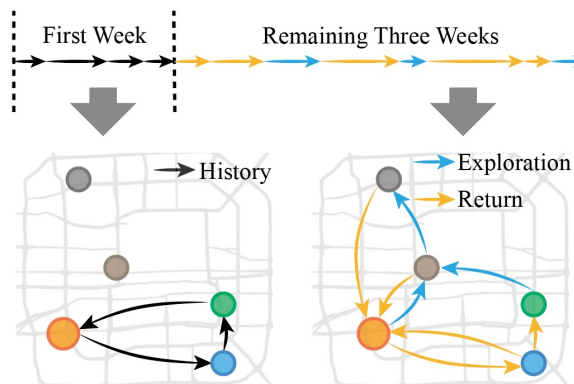 First Week
Remaining Three Weeks
History
Exploration
Return